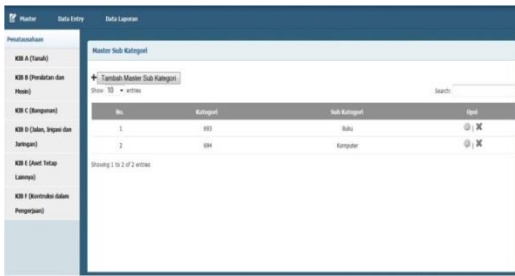 Master Data Entry Data Laporan
Penatausahaan
KIB A (Tanah)
KIB B (Peralatan dan
Mesin)
KIB C (Bangunan)
KIB D (Jalan, Irigasi dan
Jaringan)
KIB E (Aset Tetap
Lainnya)
KIB F (Kontruksi dalam
Pengerjaan)
Master Sub Kategori
Tambah Master Sub Kategori
Show 10 entries Search:
No. Kategori Sub Kategori Opsi
1 Buku
2 Komputer
Showing 1 to 2 of 2 entries